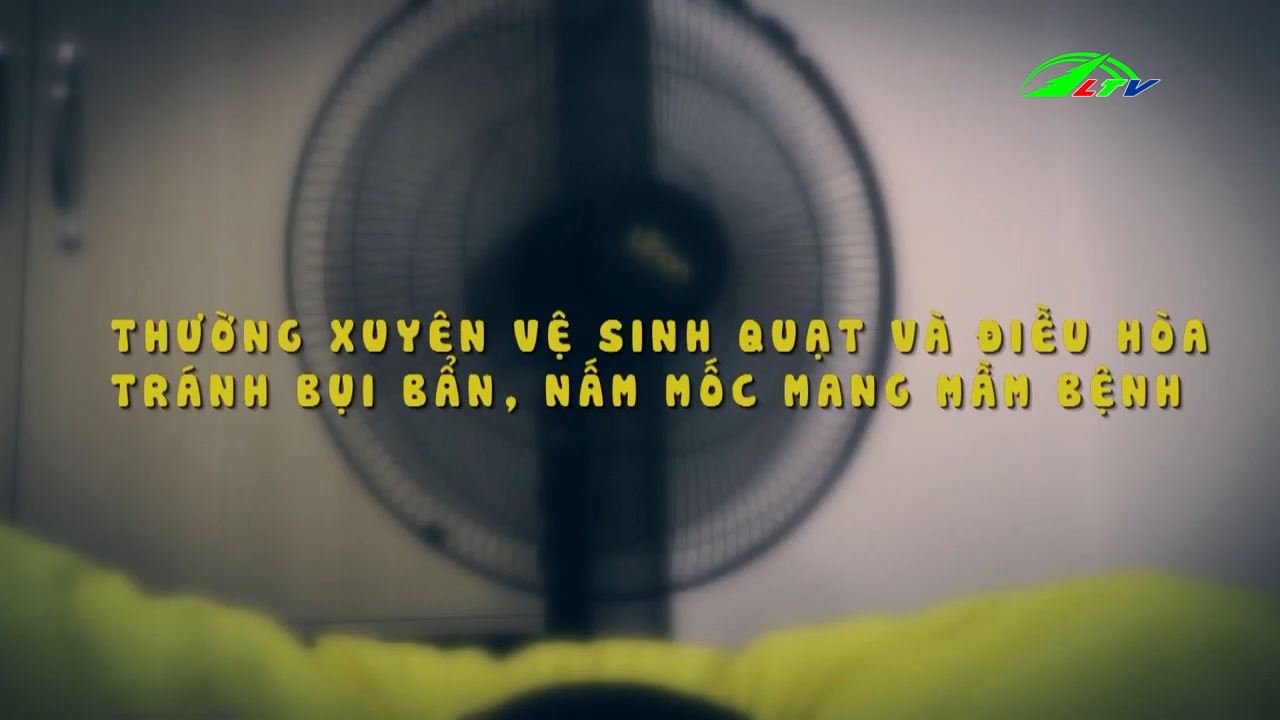 LTV
THƯỜNG XUYÊN VỆ SINH QUẠT VÀ ĐIỀU HÒA
TRÁNH BỤI BẨN, NẤM MỐC MANG MẦM BỆNH